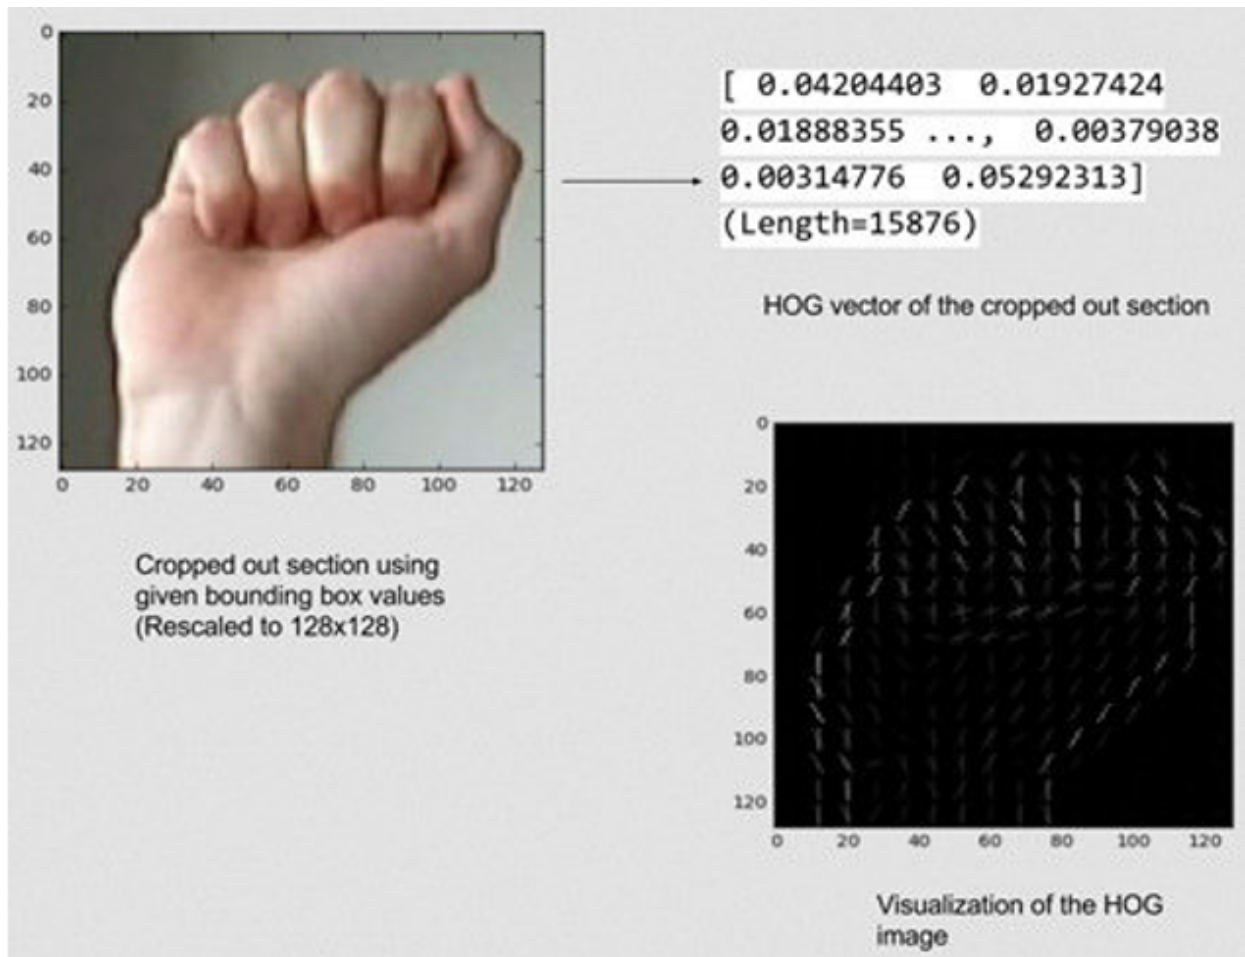 0
20
40
60
80
100
120
0 20 40 60 80 100 120
Cropped out section using
given bounding box values
(Rescaled to 128x128)
[ 0.04204403 0.01927424
0.01888355 ..., 0.00379038
0.00314776 0.05292313]
(Length=15876)
HOG vector of the cropped out section
0
20
40
60
80
100
120
0 20 40 60 80 100 120
Visualization of the HOG
image